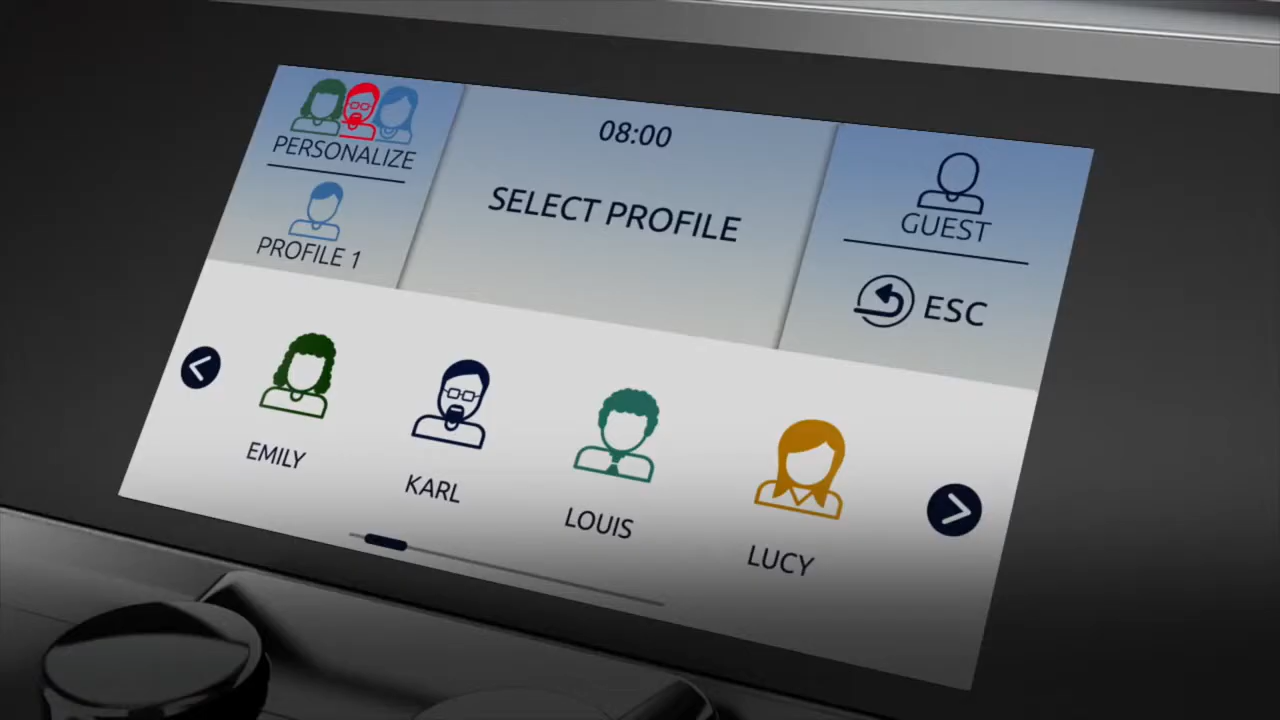 PERSONALIZE
PROFILE 1
08:00
SELECT PROFILE
GUEST
ESC
EMILY
KARL
LOUIS
LUCY